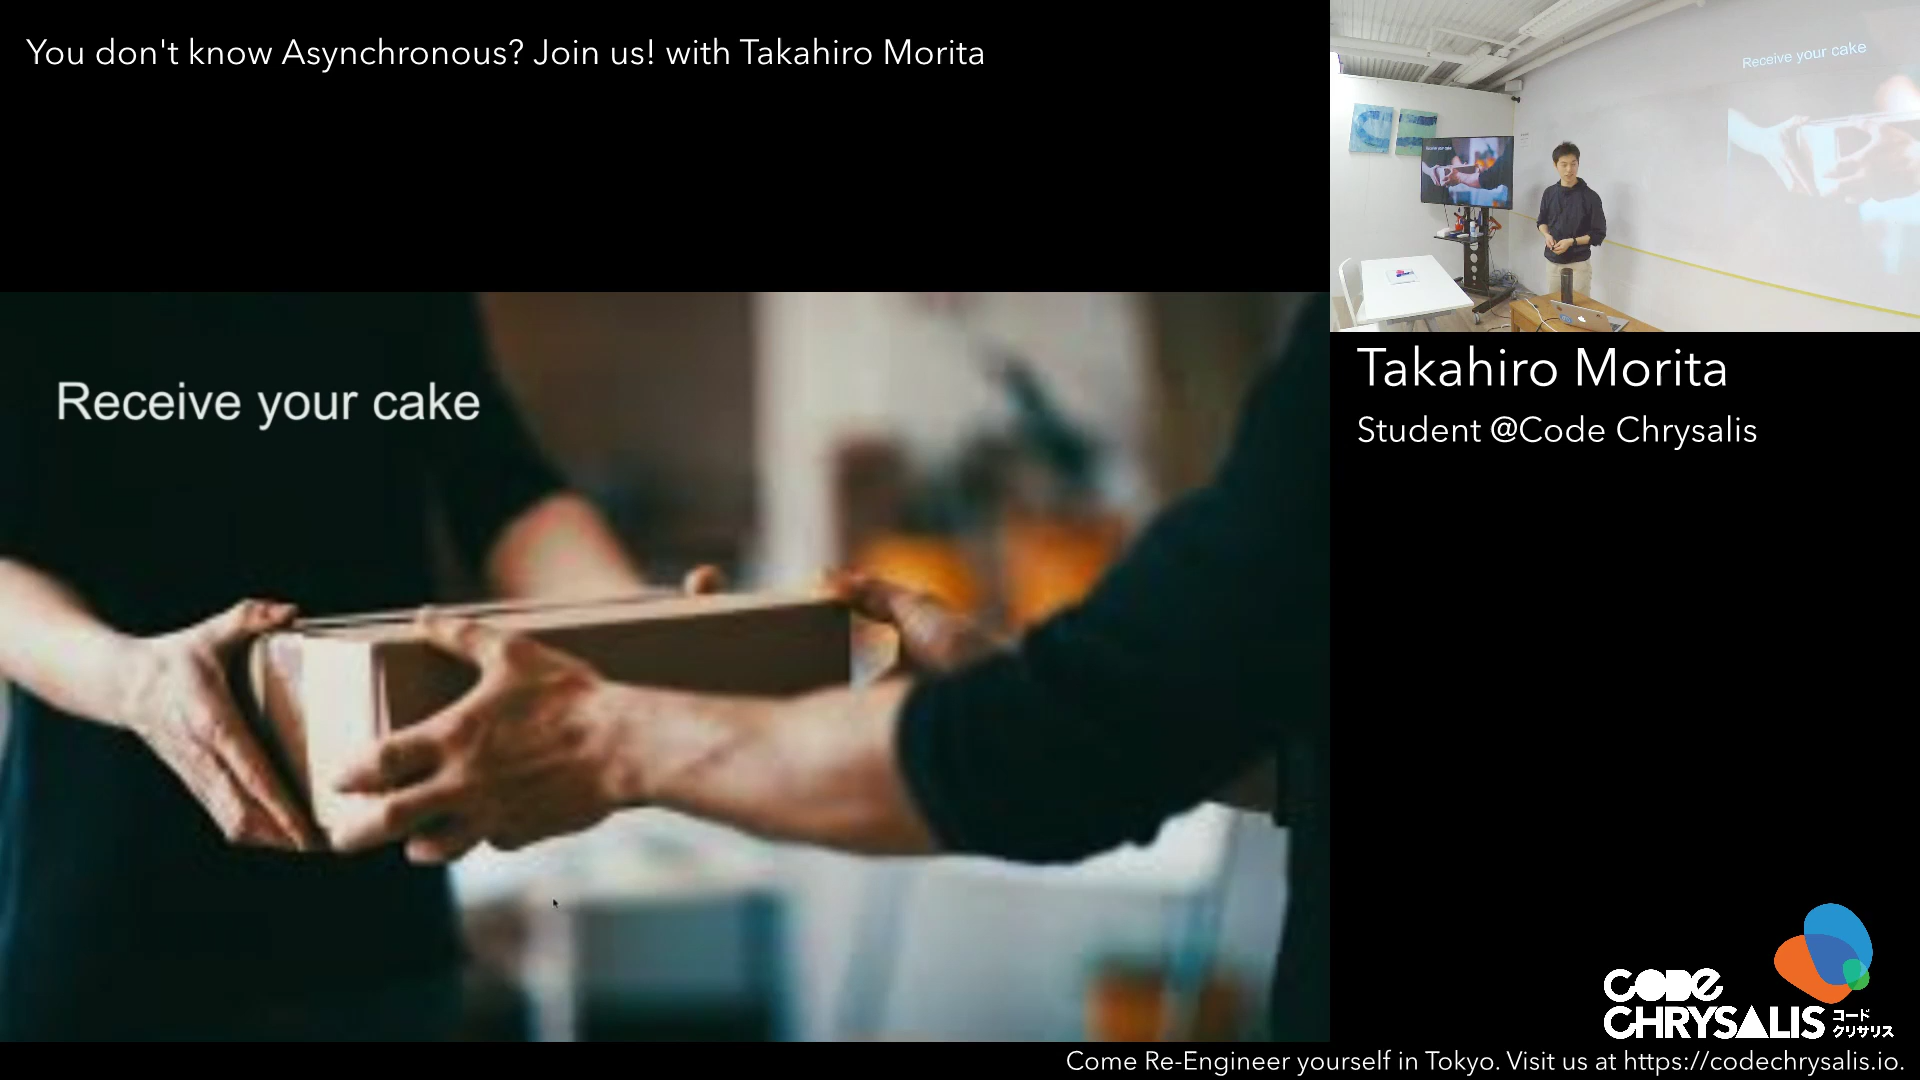 You don't know Asynchronous? Join us! with Takahiro Morita
Receive your cake
Receive your cake
Takahiro Morita
Student @Code Chrysalis
CODE
CHRYSALIS
コード
クリサリス
Come Re-Engineer yourself in Tokyo. Visit us at https://codechrysalis.io.